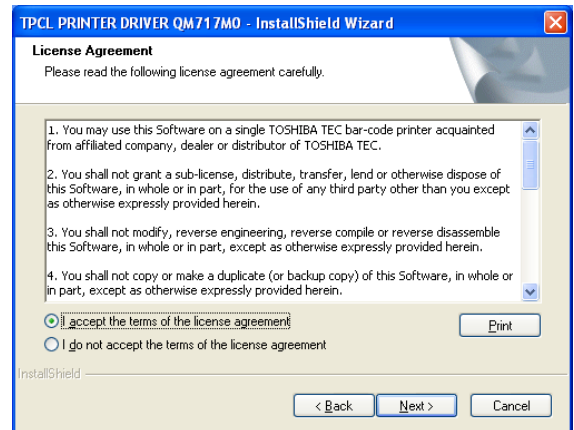 TPCL PRINTER DRIVER QM717M0 - InstallShield Wizard
License Agreement
Please read the following license agreement carefully.
1. You may use this Software on a single TOSHIBA TEC bar-code printer acquainted
from affiliated company, dealer or distributor of TOSHIBA TEC.
2. You shall not grant a sub-license, distribute, transfer, lend or otherwise dispose of
this Software, in whole or in part, for the use of any third party other than you except
as otherwise expressly provided herein.
3. You shall not modify, reverse engineering, reverse compile or reverse disassemble
this Software, in whole or in part, except as otherwise expressly provided herein.
4. You shall not copy or make a duplicate (or backup copy) of this Software, in whole or
in part, except as otherwise expressly provided herein.
I accept the terms of the license agreement
Print
I do not accept the terms of the license agreement
InstallShield
< Back
Next >
Cancel